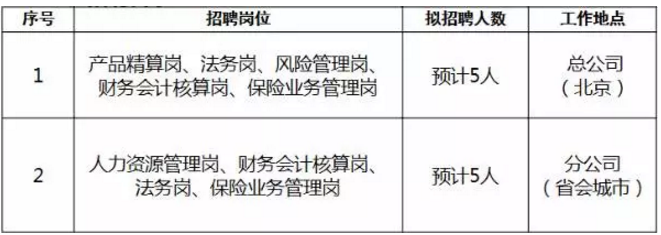 序号 招聘岗位 拟招聘人数 工作地点
1 产品精算岗、法务岗、风险管理岗、 预计5人 总公司
财务会计核算岗、保险业务管理岗 （北京）
2 人力资源管理岗、财务会计核算岗、 预计5人 分公司
法务岗、保险业务管理岗 （省会城市）